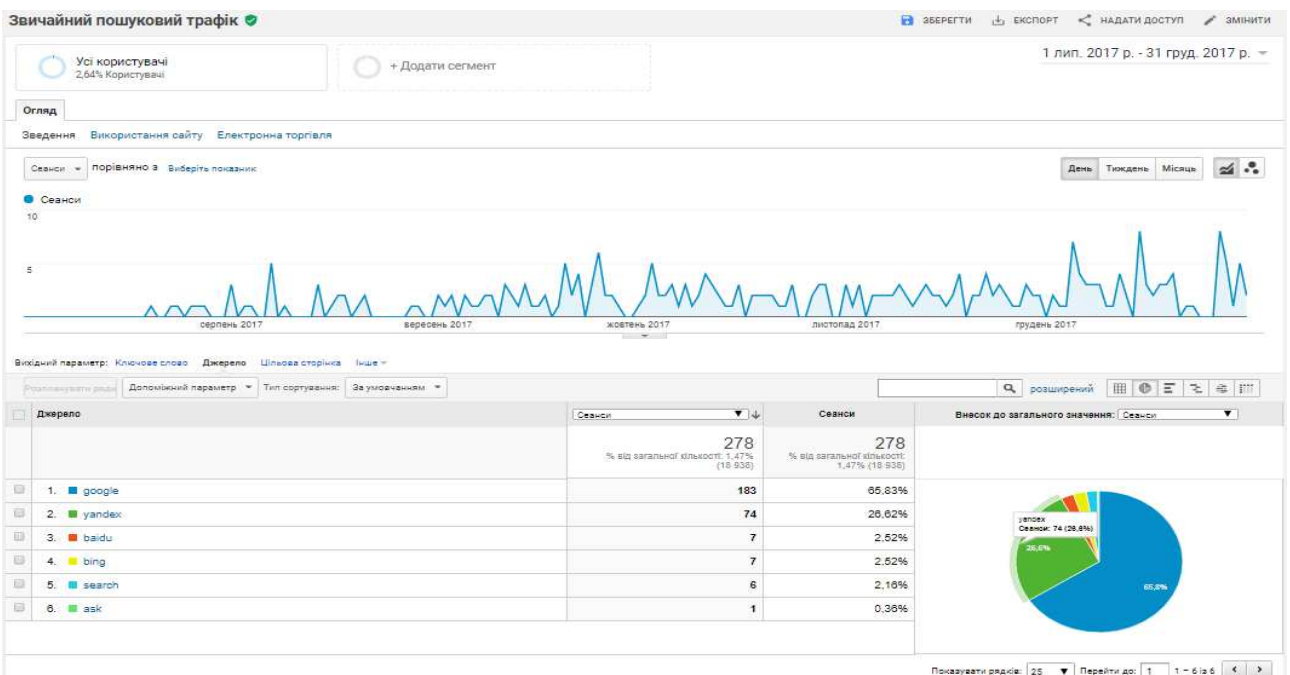 Звичайний пошуковий трафік
ЗБЕРЕГТИ ЕКСПОРТ НАДАТИ ДОСТУП ЗМІНИТИ
Усі користувачі
2,64% Користувачі
+ Додати сегмент
1 лип. 2017 р. - 31 груд. 2017 р.
Огляд
Зведення Використання сайту Електронна торгівля
Сеанси порівняно з Виберіть показник
День Тиждень Місяць
Сеанси
10
5
серпень 2017 вересень 2017 жовтень 2017 листопад 2017 грудень 2017
Вихідний параметр: Ключове слово Джерело Цільова сторінка Інше
Допоміжний параметр Тип сортування: За умовчанням
розширений
Джерело Сеанси Сеанси Внесок до загального значення: Сеанси
278 278
% від загальної кількості: 1,47% (18 938) % від загальної кількості: 1,47% (18 938)
1. google 183 65,83%
2. yandex 74 26,62%
3. baidu 7 2,52%
4. bing 7 2,52%
5. search 6 2,16%
6. ask 1 0,36%
yandex
Сеанси: 74 (26,6%)
26,6%
65,8%
Показувати рядків: 25 Перейти до: 1 1 – 6 із 6